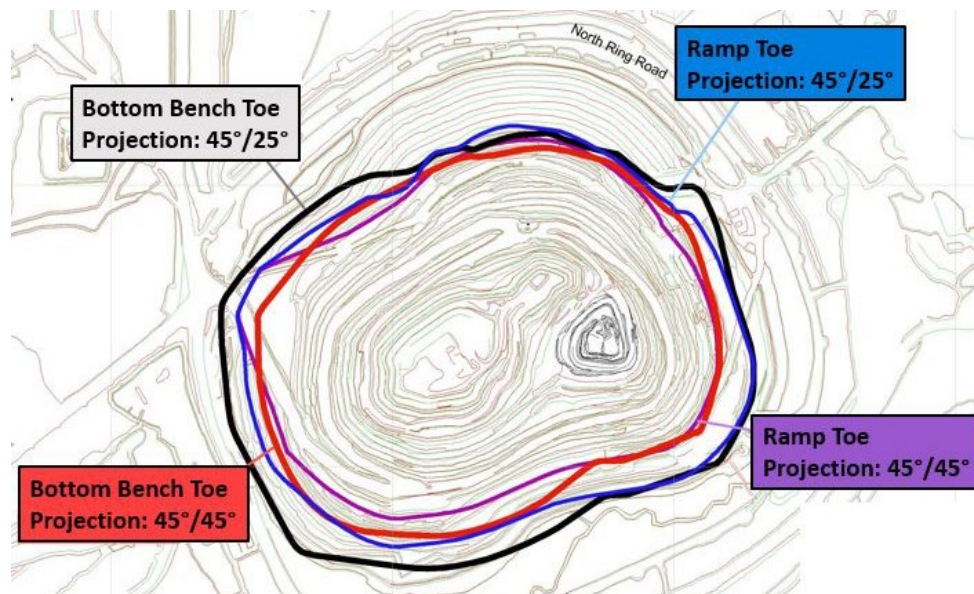 North Ring Road
Ramp Toe
Projection: 45°/25°
Bottom Bench Toe
Projection: 45°/25°
Ramp Toe
Projection: 45°/45°
Bottom Bench Toe
Projection: 45°/45°